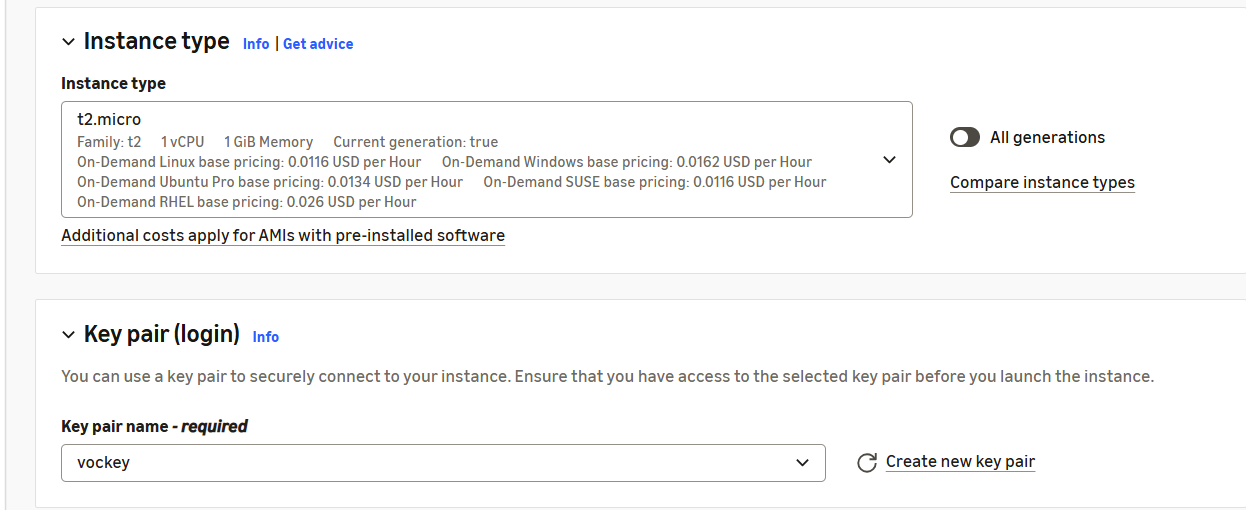 Instance type Info | Get advice
Instance type
t2.micro
Family: t2 1 vCPU 1 GiB Memory Current generation: true
On-Demand Linux base pricing: 0.0116 USD per Hour On-Demand Windows base pricing: 0.0162 USD per Hour
On-Demand Ubuntu Pro base pricing: 0.0134 USD per Hour On-Demand SUSE base pricing: 0.0116 USD per Hour
On-Demand RHEL base pricing: 0.026 USD per Hour
All generations
Compare instance types
Additional costs apply for AMIs with pre-installed software
Key pair (login) Info
You can use a key pair to securely connect to your instance. Ensure that you have access to the selected key pair before you launch the instance.
Key pair name - required
vockey
Create new key pair